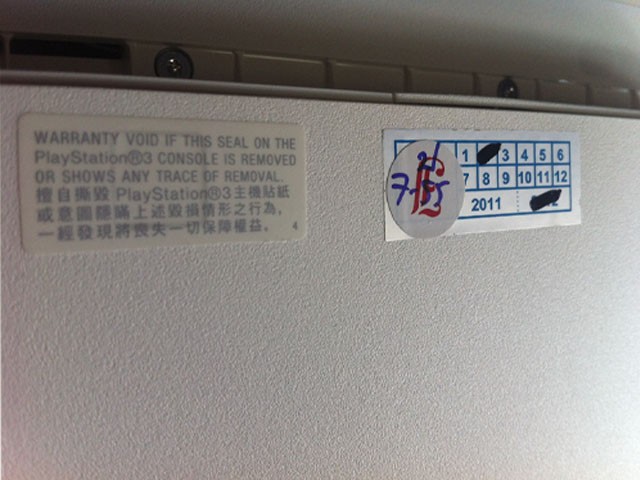 WARRANTY VOID IF THIS SEAL ON THE
PlayStation®3 CONSOLE IS REMOVED
OR SHOWS ANY TRACE OF REMOVAL.
擅自撕毀 PlayStation®3主機貼紙
或意圖隱瞞上述毀損情形之行為，
一經發現將喪失一切保障權益。 4
1 3 4 5 6
7 8 9 10 11 12
2011